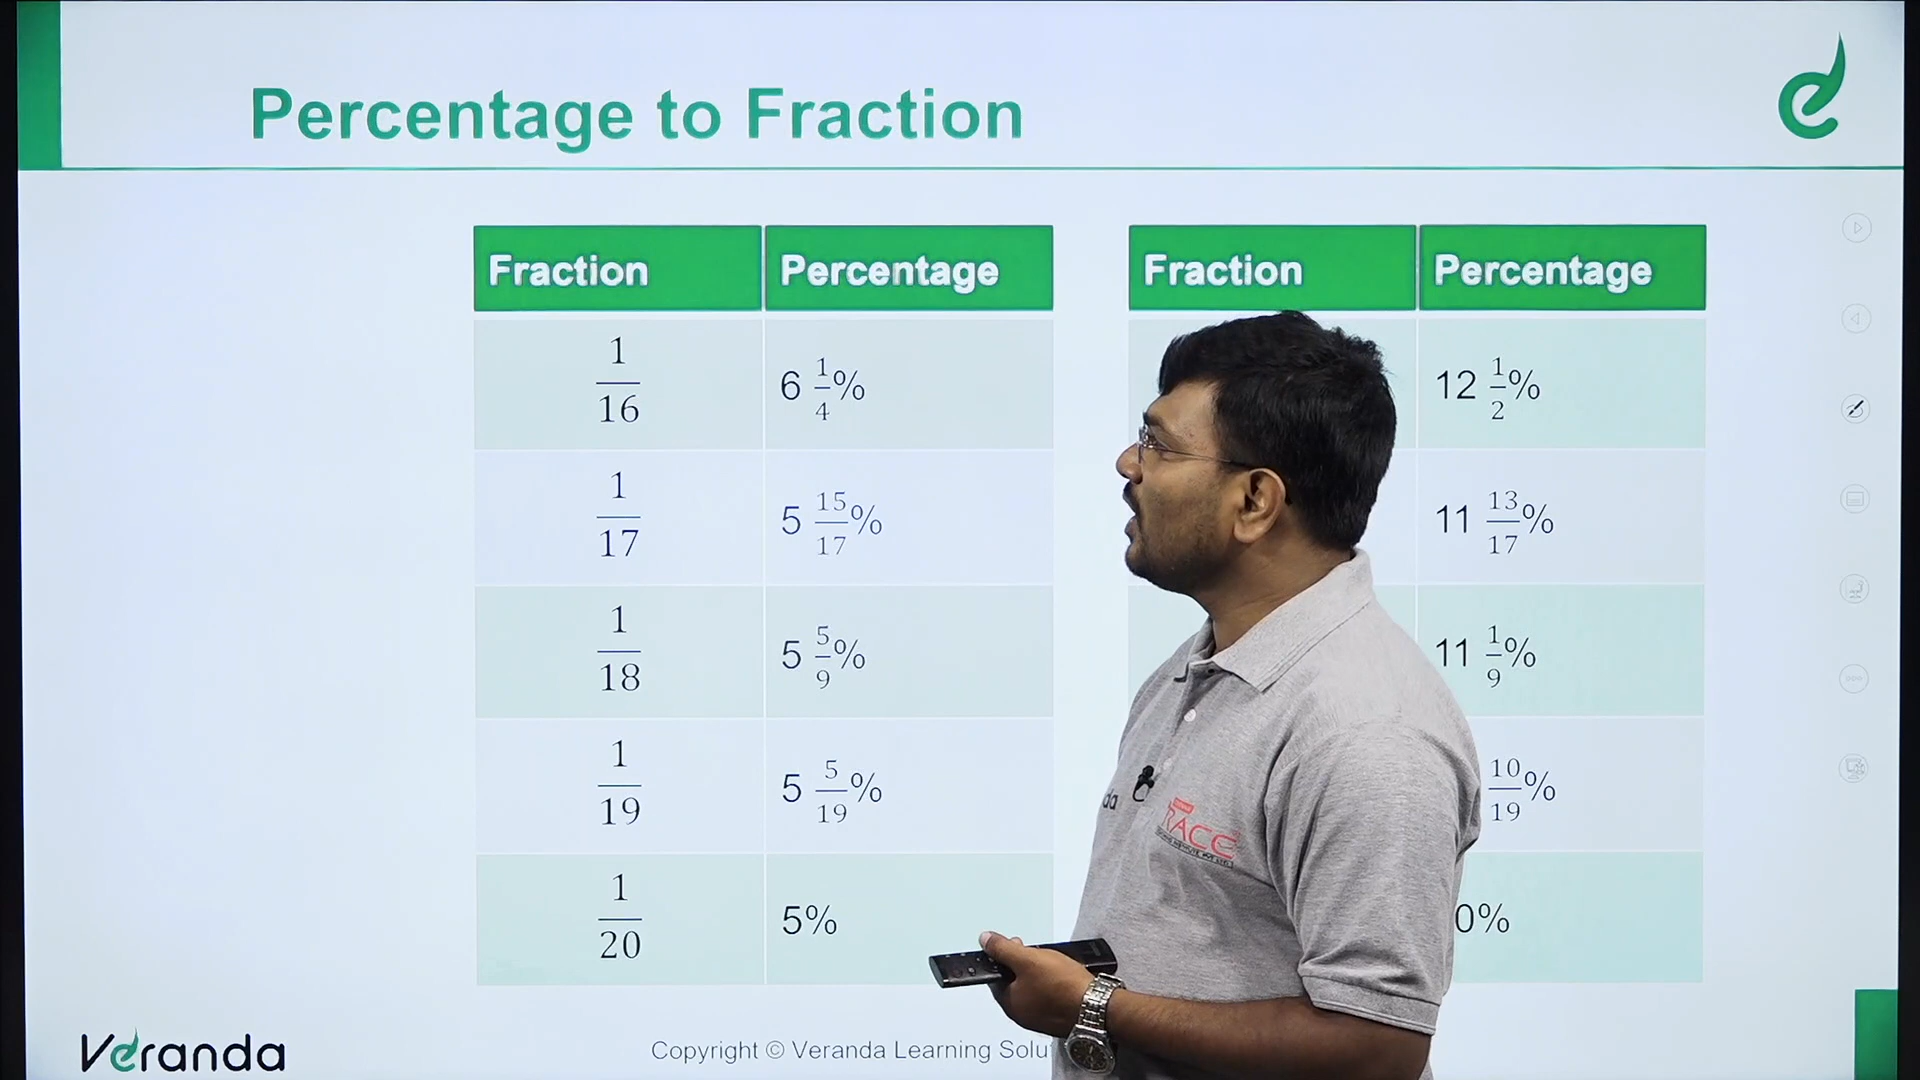 Percentage to Fraction
Fraction Percentage
1/16 6 1/4%
1/17 5 15/17%
1/18 5 5/9%
1/19 5 5/19%
1/20 5%
Fraction Percentage
12 1/2%
11 13/17%
11 1/9%
10/19%
0%
RACE
Veranda
Copyright © Veranda Learning